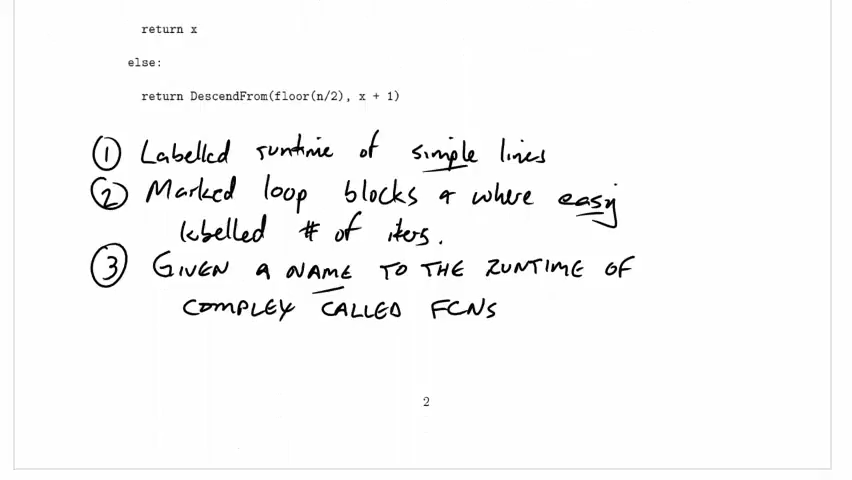 return x
else:
return DescendFrom(floor(n/2), x + 1)
① Labelled runtime of simple lines
② Marked loop blocks & where easy
labelled # of iters.
③ GIVEN A NAME TO THE RUNTIME OF
COMPLEX CALLED FCNS
2